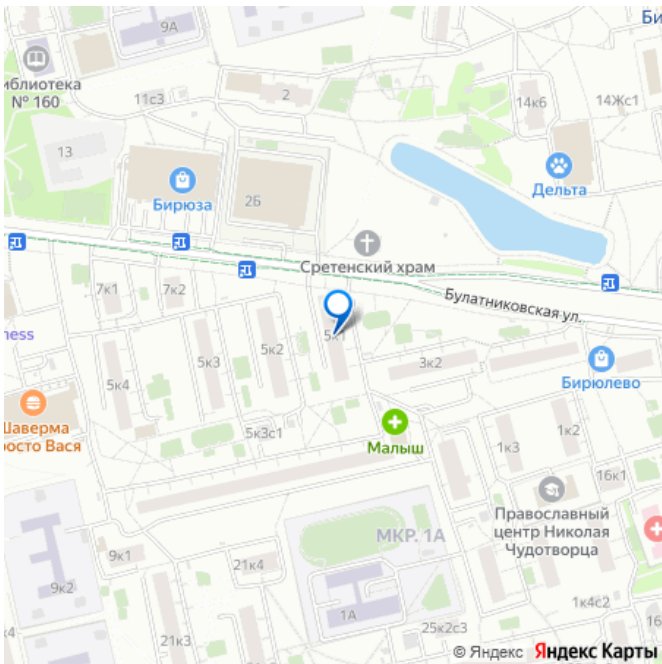 Би
9А
иблиотека
№ 160
11с3
2
14к6
14Жс1
13
Дельта
Бирюза
2Б
Сретенский храм
Булатниковская ул.
7к1
7к2
ness
5к1
5к2
5к3
3к2
5к4
Бирюлево
Шаверма
росто Вася
5к3с1
Малыш
1к2
1к3
16к1
Православный
центр Николая
Чудотворца
МКР. 1А
9к1
21к4
9к2
1А
1к4с2
25к2с3
21к3
© Яндекс Яндекс Карты